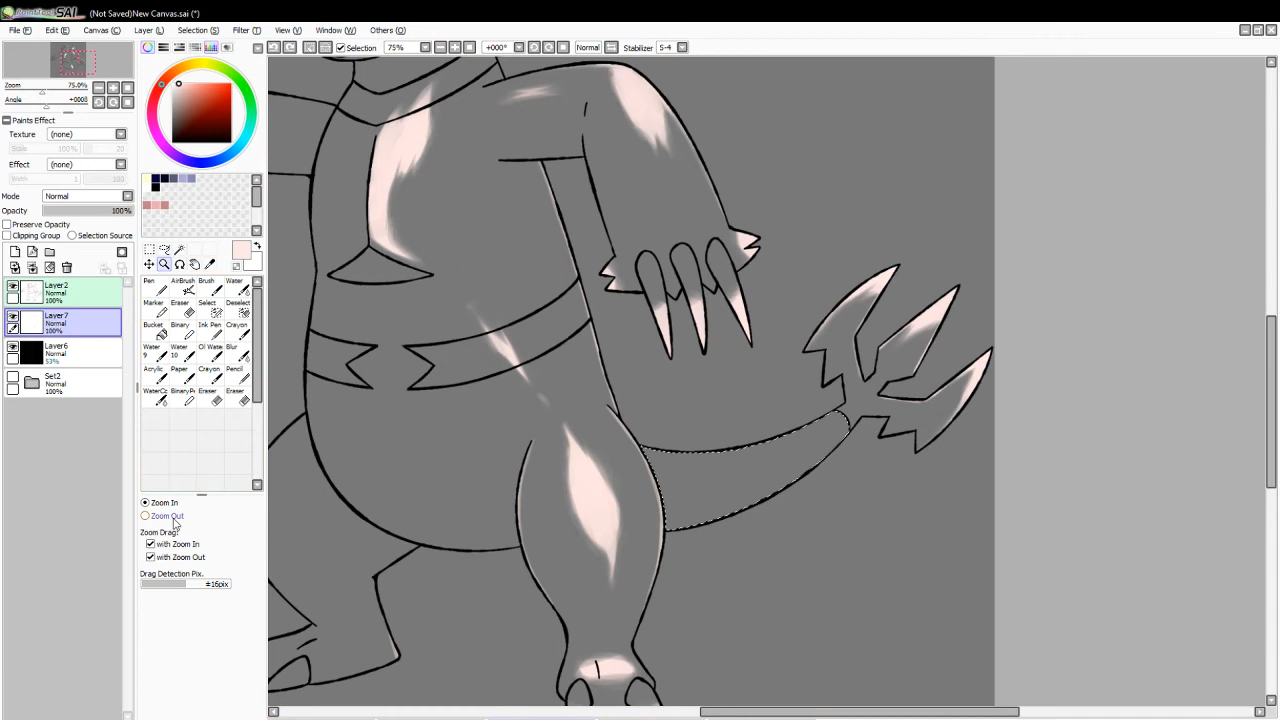 PaintTool SAI (Not Saved)New Canvas.sai (*)
File (F) Edit (E) Canvas (C) Layer (L) Selection (S) Filter (T) View (V) Window (W) Others (O)
Selection 75% +000° Normal Stabilizer S-4
Zoom 75.0%
Angle +000θ
Paints Effect
Texture (none)
Scale 100% 20
Effect (none)
Width 1 100
Mode Normal
Opacity 100%
Preserve Opacity
Clipping Group Selection Source
Layer2
Normal
100%
Layer7
Normal
100%
Layer6
Normal
53%
Set2
Normal
100%
Pen AirBrush Brush Water
Marker Eraser Select Deselect
Bucket Binary Ink Pen Crayon
Water 9 Water 10 Oil Wate Blur
Acrylic Paper Crayon Pencil
WaterCo BinaryPe Eraser Eraser
Zoom In
Zoom Out
Zoom Drag:
with Zoom In
with Zoom Out
Drag Detection Pix.
±16pix